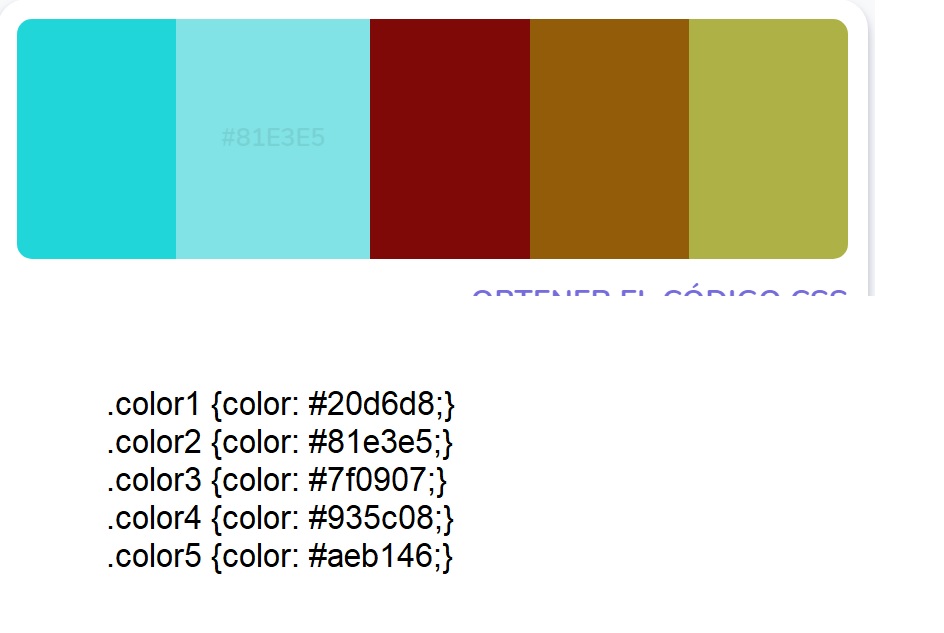 #81E3E5
OBTENER EL CÓDIGO CSS
.color1 {color: #20d6d8;}
.color2 {color: #81e3e5;}
.color3 {color: #7f0907;}
.color4 {color: #935c08;}
.color5 {color: #aeb146;}